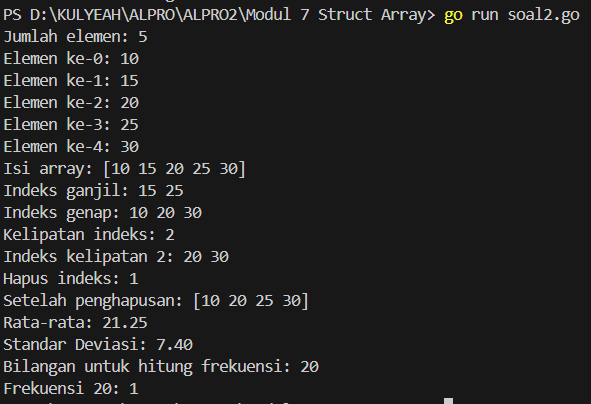 PS D:\KULYEAH\ALPRO\ALPRO2\Modul 7 Struct Array> go run soal2.go
Jumlah elemen: 5
Elemen ke-0: 10
Elemen ke-1: 15
Elemen ke-2: 20
Elemen ke-3: 25
Elemen ke-4: 30
Isi array: [10 15 20 25 30]
Indeks ganjil: 15 25
Indeks genap: 10 20 30
Kelipatan indeks: 2
Indeks kelipatan 2: 20 30
Hapus indeks: 1
Setelah penghapusan: [10 20 25 30]
Rata-rata: 21.25
Standar Deviasi: 7.40
Bilangan untuk hitung frekuensi: 20
Frekuensi 20: 1